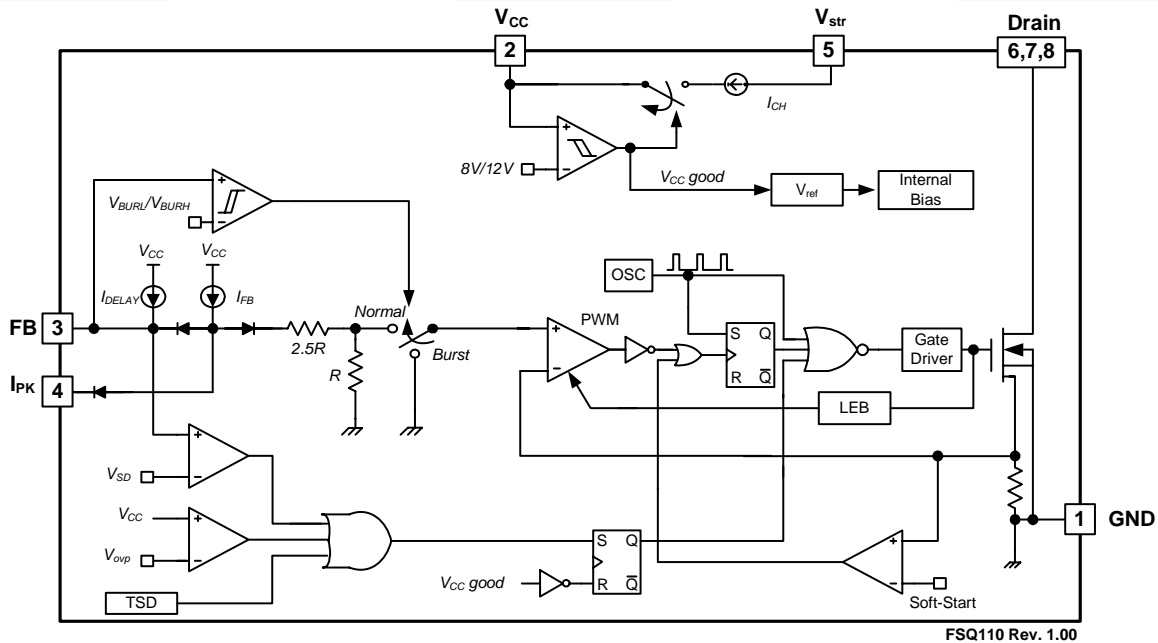 VCC
Vstr
Drain
2
5
6,7,8
ICH
8V/12V
VCC good
Vref
Internal
Bias
VBURL/VBURH
VCC
VCC
IDELAY
IFB
OSC
FB 3
Normal
PWM
2.5R
Burst
S Q
R Q
Gate
Driver
IPK
4
R
LEB
VSD
VCC
Vovp
1 GND
S Q
R Q
VCC good
TSD
Soft-Start
FSQ110 Rev. 1.00